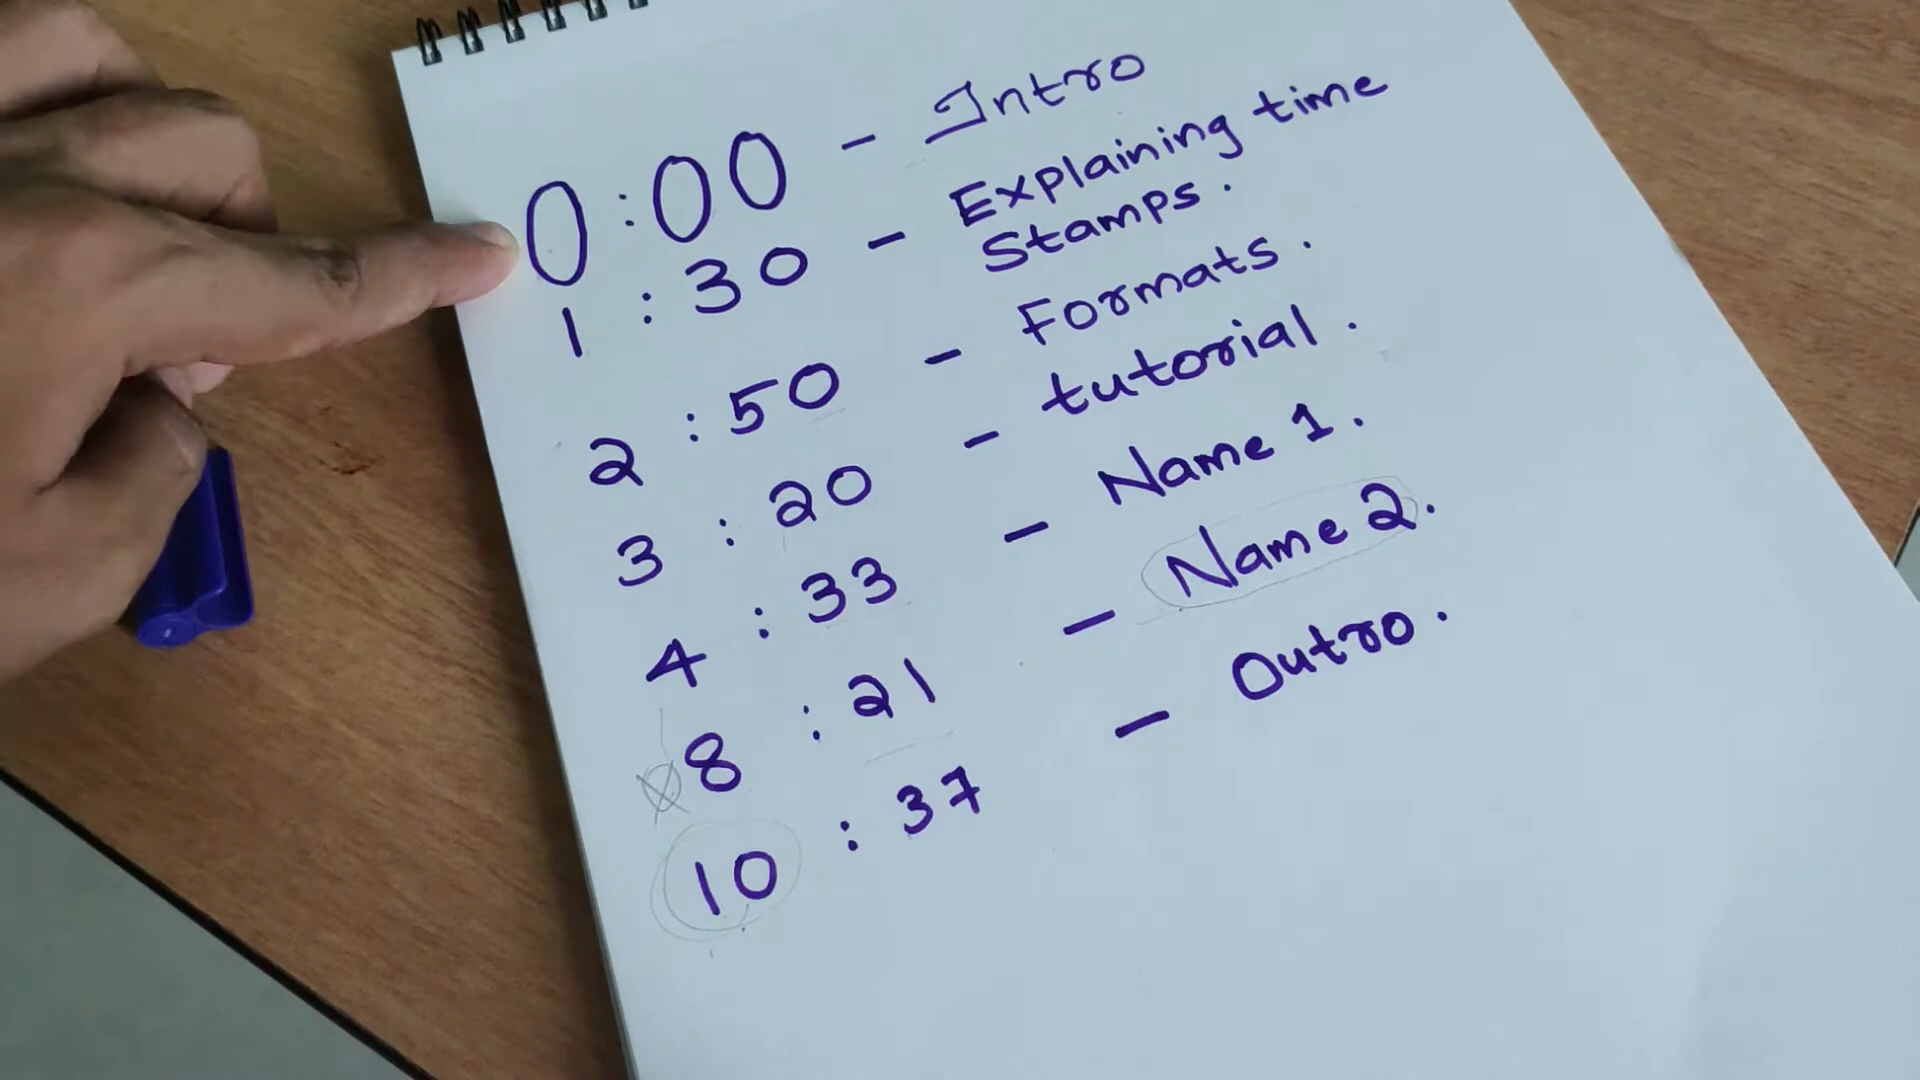 0:00 - Intro
1:30 - Explaining time
Stamps.
2:50 - Formats.
3:20 - tutorial.
4:33 - Name 1.
8:21 - Name 2.
10:37 - Outro.